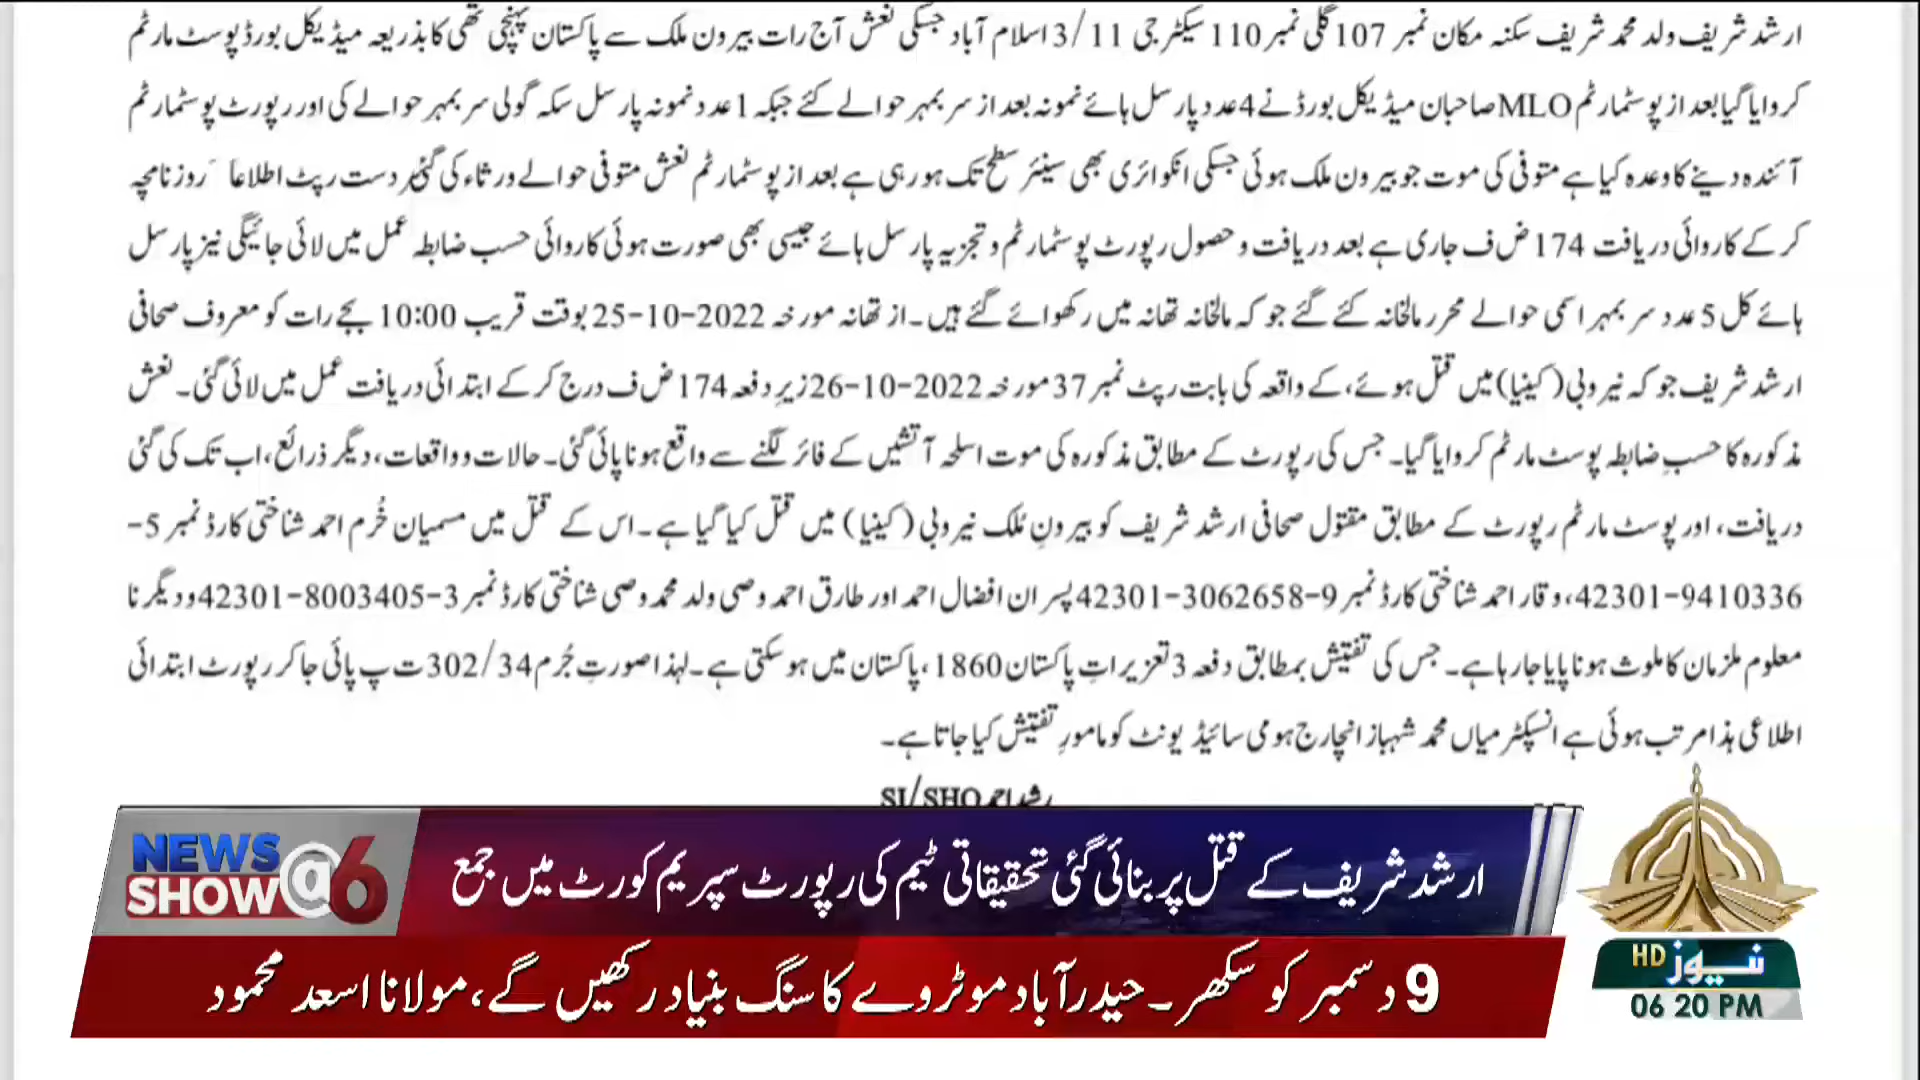 ارشد شریف ولد محمد شریف سکنہ مکان نمبر 107 گلی نمبر 110 سیکٹر جی 3/11 اسلام آباد جسکی نعش آج رات بیرون ملک سے پاکستان پہنچی تھی کا بذریعہ میڈیکل بورڈ پوسٹ مارٹم
کروایا گیا بعد از پوسٹمارٹم MLO صاحبان میڈیکل بورڈ نے 4 عدد پارسل ہائے نمونہ بعد از سر بمہر حوالے کئے جبکہ 1 عدد نمونہ پارسل سکہ گولی سر بمہر حوالے کی اور رپورٹ پوسٹمارٹم
آئندہ دینے کا وعدہ کیا ہے متوفی کی موت جو بیرون ملک ہوئی جسکی انکوائری بھی سینئر سطح تک ہو رہی ہے بعد از پوسٹمارٹم نعش متوفی حوالے ورثاء کی گئی سر دست رپٹ اطلاعاً روزنامچہ
کر کے کاروائی دریافت 174 ض ف جاری ہے بعد دریافت و حصول رپورٹ پوسٹمارٹم و تجزیہ پارسل ہائے جیسی بھی صورت ہوئی کاروائی حسب ضابطہ عمل میں لائی جائیگی نیز پارسل
ہائے کل 5 عدد سر بمہر اسمی حوالے محرر مالخانہ کئے گئے جو کہ مالخانہ تھانہ میں رکھوائے گئے ہیں۔ از تھانہ مورخہ 25-10-2022 بوقت قریب 10:00 بجے رات کو معروف صحافی
ارشد شریف جو کہ نیروبی (کینیا) میں قتل ہوئے، کے واقعہ کی بابت رپٹ نمبر 37 مورخہ 26-10-2022 زیرِ دفعہ 174 ض ف درج کر کے ابتدائی دریافت عمل میں لائی گئی۔ نعش
مذکورہ کا حسبِ ضابطہ پوسٹ مارٹم کروایا گیا۔ جس کی رپورٹ کے مطابق مذکورہ کی موت اسلحہ آتشیں کے فائر لگنے سے واقع ہونا پائی گئی۔ حالات و واقعات، دیگر ذرائع، اب تک کی گئی
دریافت، اور پوسٹ مارٹم رپورٹ کے مطابق مقتول صحافی ارشد شریف کو بیرونِ مُلک نیروبی (کینیا) میں قتل کیا گیا ہے۔ اس کے قتل میں مسمیان خُرم احمد شناختی کارڈ نمبر 5-
42301-9410336، وقار احمد شناختی کارڈ نمبر 9-3062658-42301 پسران افضال احمد اور طارق احمد وصی ولد محمد وصی شناختی کارڈ نمبر 3-8003405-42301 و دیگر نا
معلوم ملزمان کا ملوث ہونا پایا جا رہا ہے۔ جس کی تفتیش بمطابق دفعہ 3 تعزیراتِ پاکستان 1860، پاکستان میں ہو سکتی ہے۔ لہذا صورتِ جُرم 302/34 ت پ پائی جا کر رپورٹ ابتدائی
اطلاعی ہذا مرتب ہوئی ہے انسپکٹر میاں محمد شہباز انچارج ہومی سائیڈ یونٹ کو مامورِ تفتیش کیا جاتا ہے۔
رشید احمد SI/SHO
NEWS SHOW @6
ارشد شریف کے قتل پر بنائی گئی تحقیقاتی ٹیم کی رپورٹ سپریم کورٹ میں جمع
9 دسمبر کو سکھر۔ حیدرآباد موٹروے کا سنگ بنیاد رکھیں گے، مولانا اسعد محمود
نیوز HD
06 20 PM